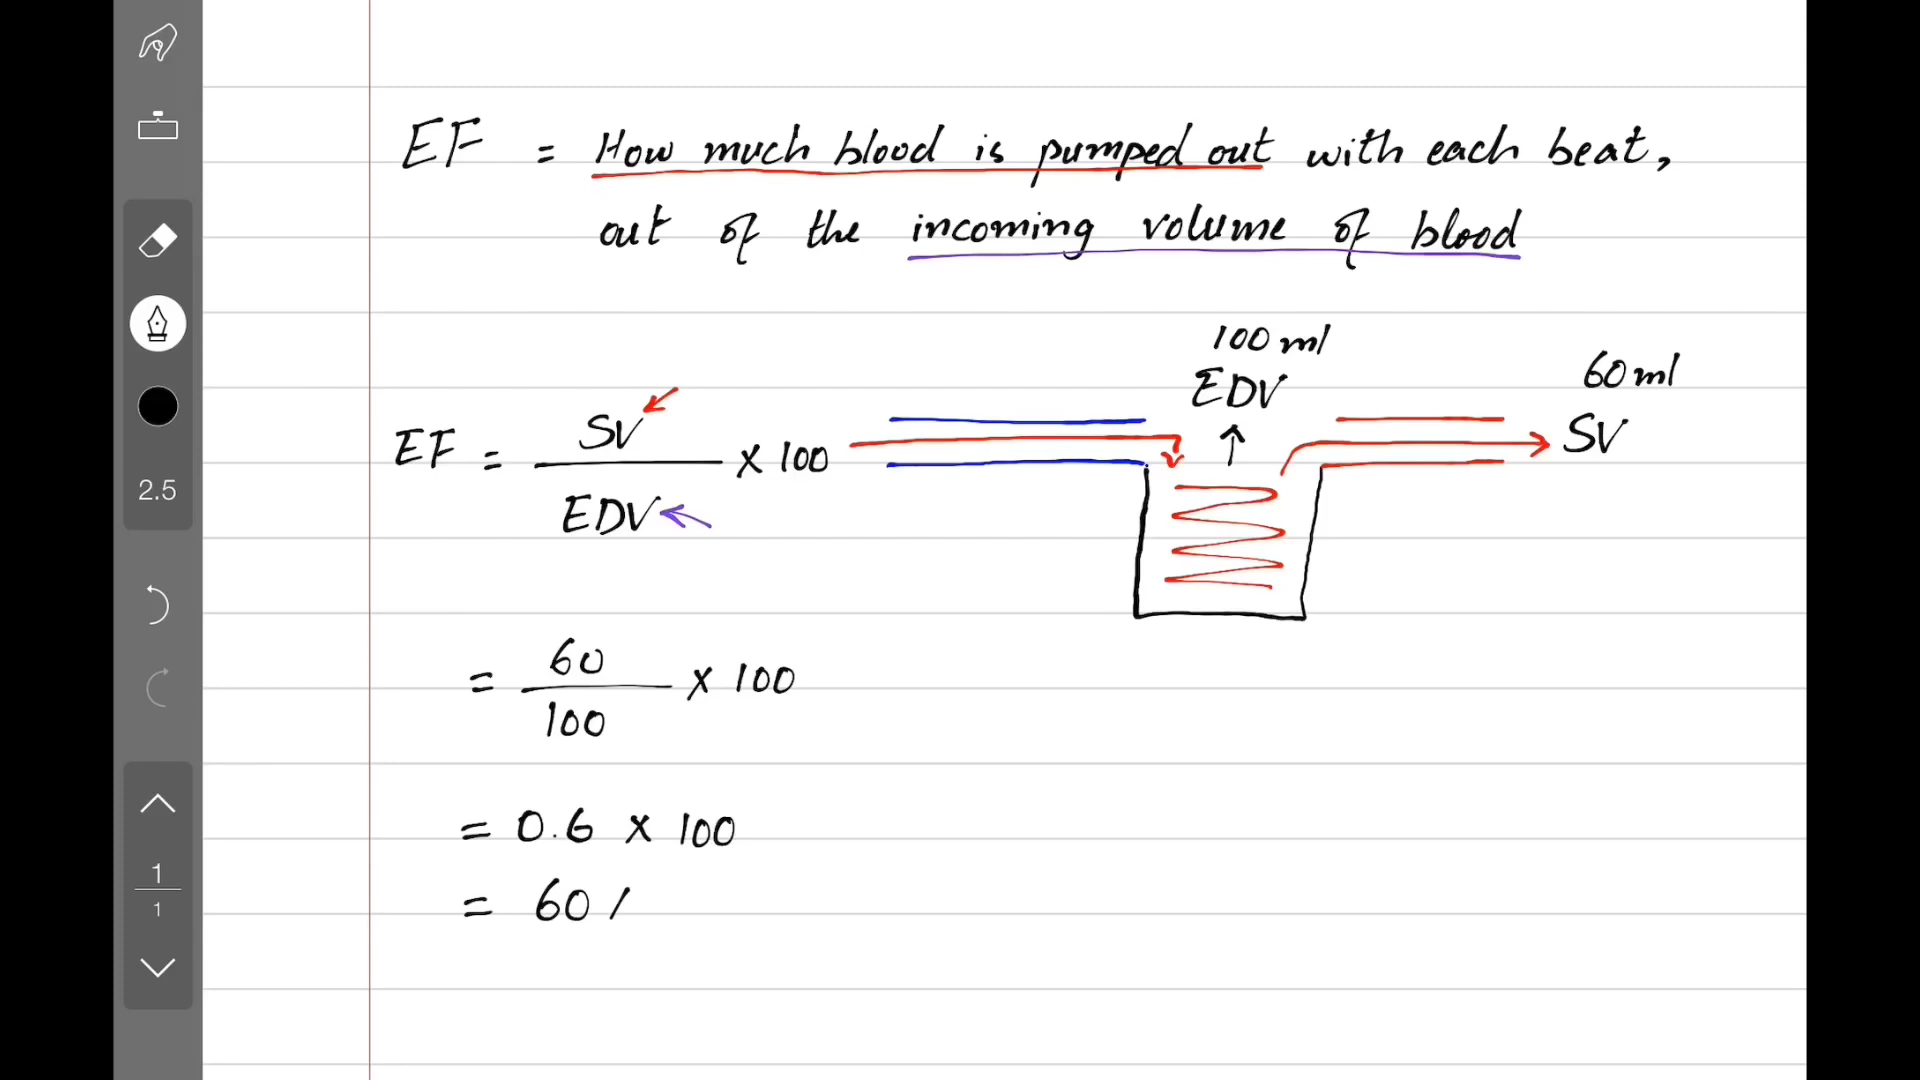 EF = How much blood is pumped out with each beat,
out of the incoming volume of blood
100 ml
EDV
60 ml
SV
EF = SV / EDV x 100
= 60 / 100 x 100
= 0.6 x 100
= 60 /
2.5
1
1